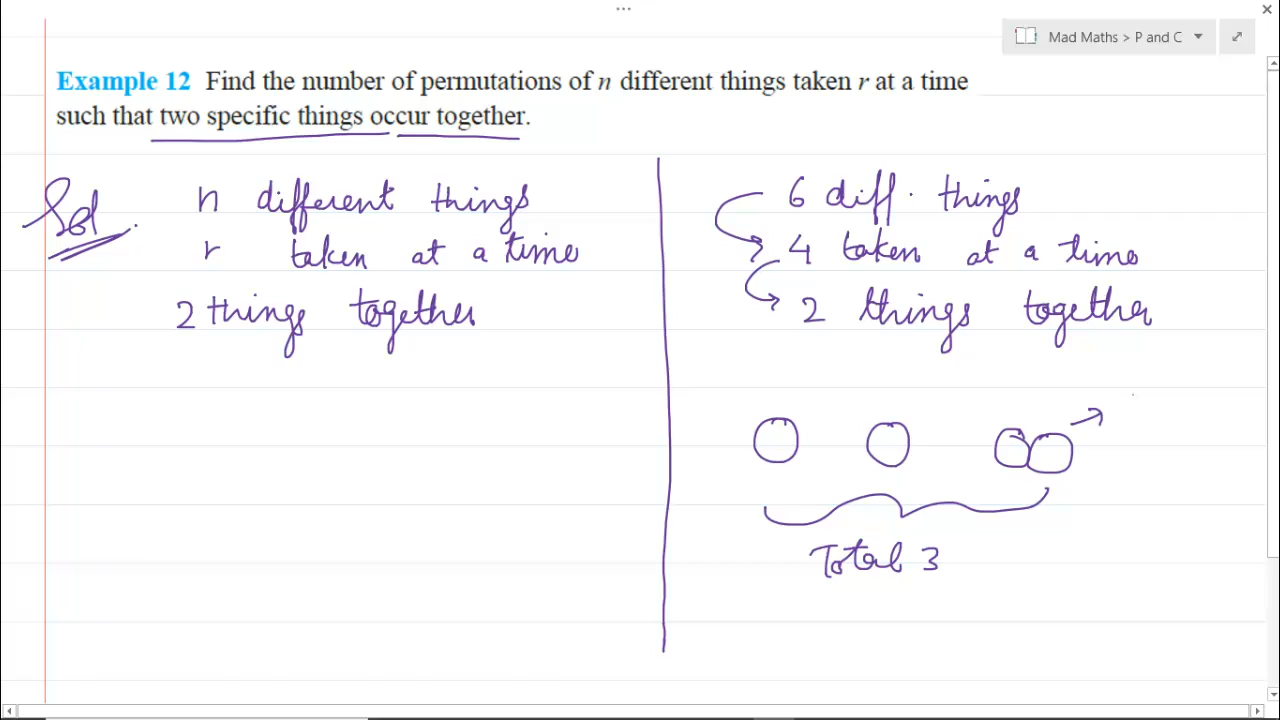 Mad Maths > P and C
Example 12 Find the number of permutations of n different things taken r at a time
such that two specific things occur together.
Sol.
n different things
r taken at a time
2 things together
6 diff. things
4 taken at a time
2 things together
Total 3